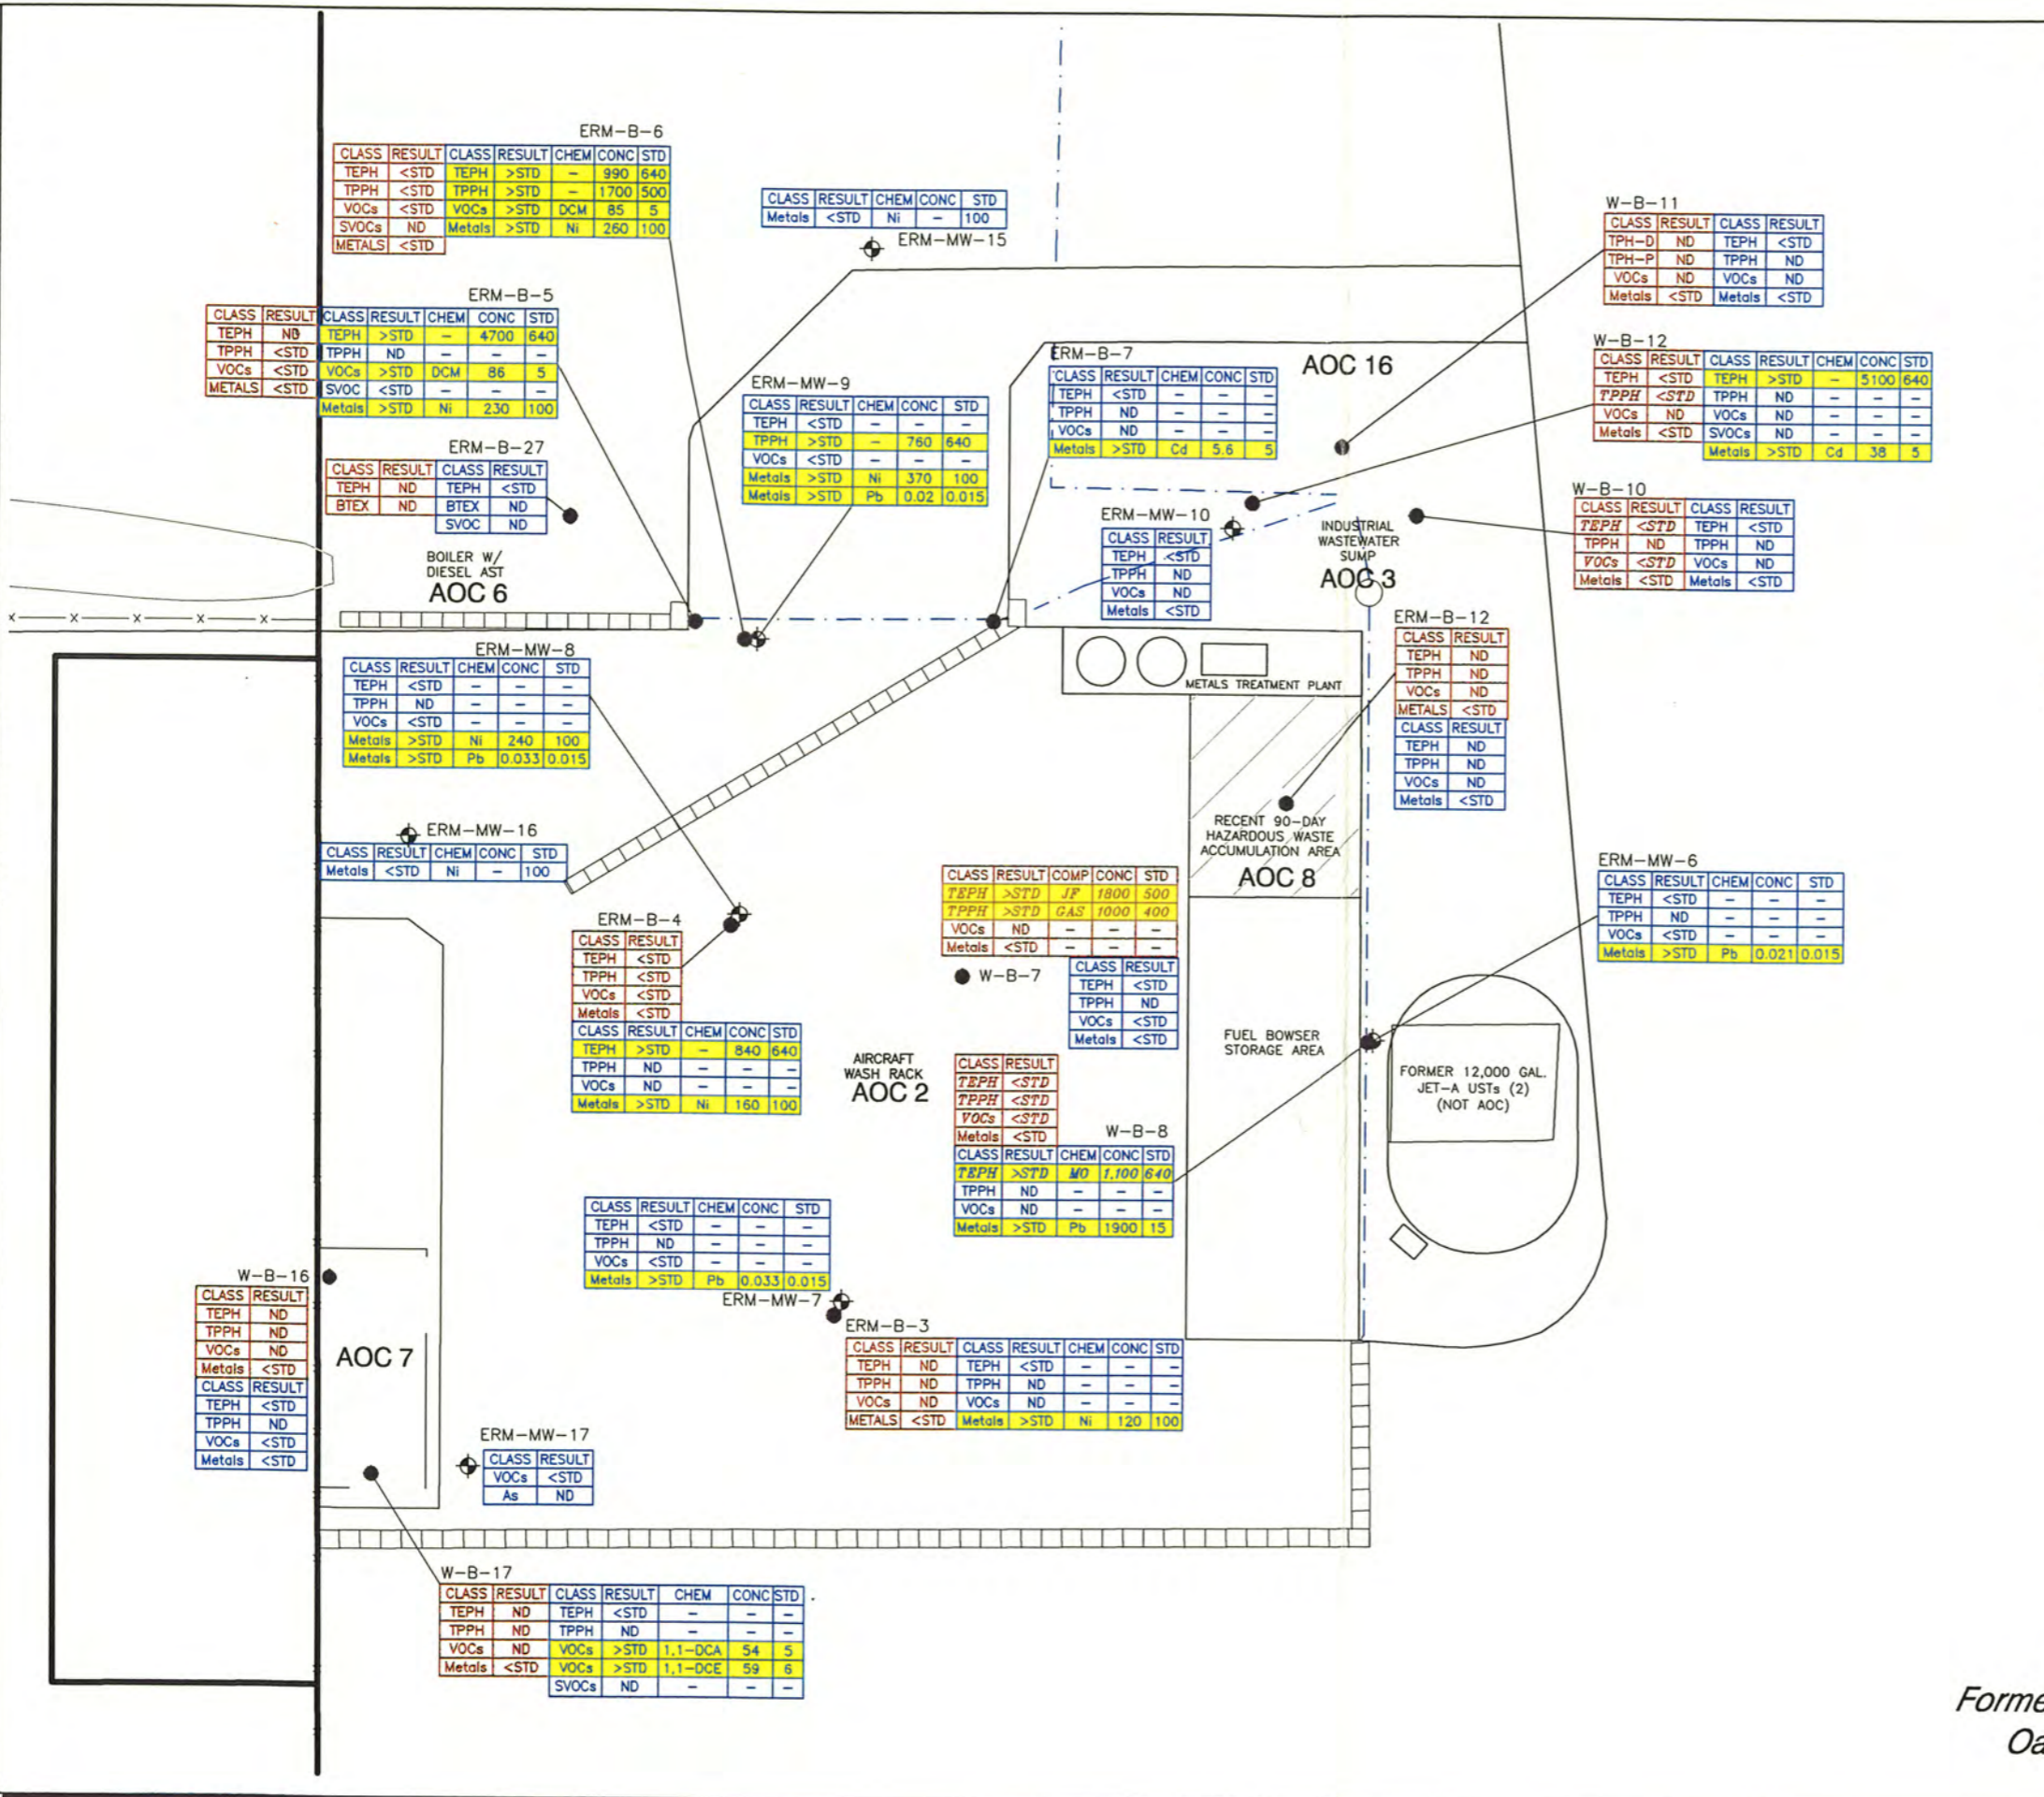 ERM-B-6
CLASS RESULT CLASS RESULT CHEM CONC STD
TEPH <STD TEPH >STD - 990 640
TPPH <STD TPPH >STD - 1700 500
VOCs <STD VOCs >STD DCM 85 5
SVOCs ND Metals >STD Ni 260 100
METALS <STD
CLASS RESULT CHEM CONC STD
Metals <STD Ni - 100
ERM-MW-15
W-B-11
CLASS RESULT CLASS RESULT
TPH-D ND TEPH <STD
TPH-P ND TPPH ND
VOCs ND VOCs ND
Metals <STD Metals <STD
ERM-B-5
CLASS RESULT CLASS RESULT CHEM CONC STD
TEPH ND TEPH >STD - 4700 640
TPPH <STD TPPH ND - - -
VOCs <STD VOCs >STD DCM 86 5
METALS <STD SVOC <STD - - -
Metals >STD Ni 230 100
W-B-12
CLASS RESULT CLASS RESULT CHEM CONC STD
TEPH <STD TEPH >STD - 5100 640
TPPH <STD TPPH ND - - -
VOCs ND VOCs ND - - -
Metals <STD SVOCs ND - - -
Metals >STD Cd 38 5
ERM-B-7
CLASS RESULT CHEM CONC STD
TEPH <STD - - -
TPPH ND - - -
VOCs ND - - -
Metals >STD Cd 5.6 5
AOC 16
ERM-MW-9
CLASS RESULT CHEM CONC STD
TEPH <STD - - -
TPPH >STD - 760 640
VOCs <STD - - -
Metals >STD Ni 370 100
Metals >STD Pb 0.02 0.015
ERM-B-27
CLASS RESULT CLASS RESULT
TEPH ND TEPH <STD
BTEX ND BTEX ND
SVOC ND
BOILER W/
DIESEL AST
AOC 6
W-B-10
CLASS RESULT CLASS RESULT
TEPH <STD TEPH <STD
TPPH ND TPPH ND
VOCs <STD VOCs ND
Metals <STD Metals <STD
ERM-MW-10
CLASS RESULT
TEPH <STD
TPPH ND
VOCs ND
Metals <STD
INDUSTRIAL
WASTEWATER
SUMP
AOC 3
ERM-B-12
CLASS RESULT
TEPH ND
TPPH ND
VOCs ND
METALS <STD
CLASS RESULT
TEPH ND
TPPH ND
VOCs ND
Metals <STD
ERM-MW-8
CLASS RESULT CHEM CONC STD
TEPH <STD - - -
TPPH ND - - -
VOCs <STD - - -
Metals >STD Ni 240 100
Metals >STD Pb 0.033 0.015
METALS TREATMENT PLANT
ERM-MW-16
CLASS RESULT CHEM CONC STD
Metals <STD Ni - 100
RECENT 90-DAY
HAZARDOUS WASTE
ACCUMULATION AREA
AOC 8
ERM-MW-6
CLASS RESULT CHEM CONC STD
TEPH <STD - - -
TPPH ND - - -
VOCs <STD - - -
Metals >STD Pb 0.021 0.015
CLASS RESULT COMP CONC STD
TEPH >STD JF 1800 500
TPPH >STD GAS 1000 400
VOCs ND - - -
Metals <STD - - -
W-B-7
CLASS RESULT
TEPH <STD
TPPH ND
VOCs <STD
Metals <STD
ERM-B-4
CLASS RESULT
TEPH <STD
TPPH <STD
VOCs <STD
Metals <STD
CLASS RESULT CHEM CONC STD
TEPH >STD - 840 640
TPPH ND - - -
VOCs ND - - -
Metals >STD Ni 160 100
AIRCRAFT
WASH RACK
AOC 2
FUEL BOWSER
STORAGE AREA
FORMER 12,000 GAL.
JET-A USTs (2)
(NOT AOC)
CLASS RESULT
TEPH <STD
TPPH <STD
VOCs <STD
Metals <STD
W-B-8
CLASS RESULT CHEM CONC STD
TEPH >STD MO 1,100 640
TPPH ND - - -
VOCs ND - - -
Metals >STD Pb 1900 15
CLASS RESULT CHEM CONC STD
TEPH <STD - - -
TPPH ND - - -
VOCs <STD - - -
Metals >STD Pb 0.033 0.015
ERM-MW-7
W-B-16
CLASS RESULT
TEPH ND
TPPH ND
VOCs ND
Metals <STD
CLASS RESULT
TEPH <STD
TPPH ND
VOCs <STD
Metals <STD
AOC 7
ERM-B-3
CLASS RESULT CLASS RESULT CHEM CONC STD
TEPH ND TEPH <STD - - -
TPPH ND TPPH ND - - -
VOCs ND VOCs ND - - -
METALS <STD Metals >STD Ni 120 100
ERM-MW-17
CLASS RESULT
VOCs <STD
As ND
W-B-17
CLASS RESULT CLASS RESULT CHEM CONC STD
TEPH ND TEPH <STD - - -
TPPH ND TPPH ND - - -
VOCs ND VOCs >STD 1,1-DCA 54 5
Metals <STD VOCs >STD 1,1-DCE 59 6
SVOCs ND - - -
Forme
Oa